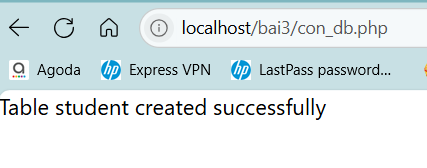 localhost/bai3/con_db.php
Agoda Express VPN LastPass password...
Table student created successfully